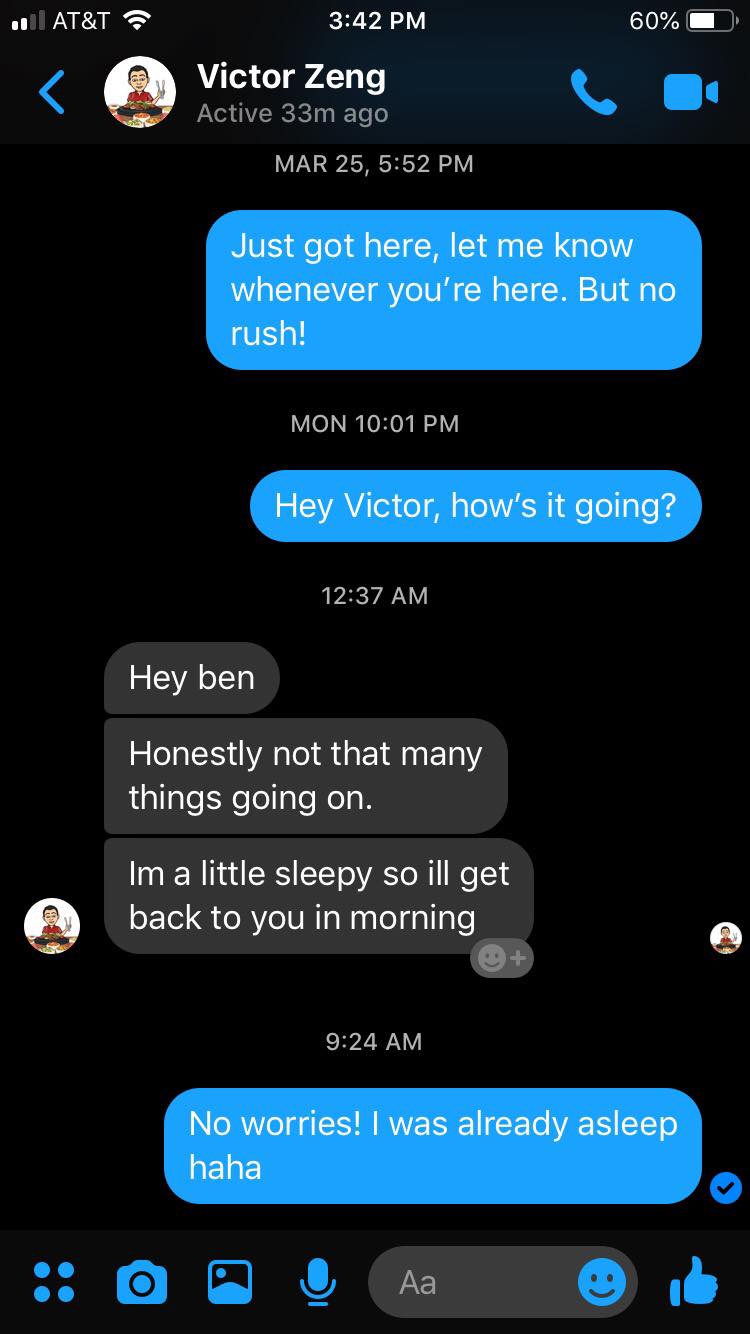 AT&T 3:42 PM 60%
Victor Zeng
Active 33m ago
MAR 25, 5:52 PM
Just got here, let me know
whenever you’re here. But no
rush!
MON 10:01 PM
Hey Victor, how’s it going?
12:37 AM
Hey ben
Honestly not that many
things going on.
Im a little sleepy so ill get
back to you in morning
9:24 AM
No worries! I was already asleep
haha
Aa